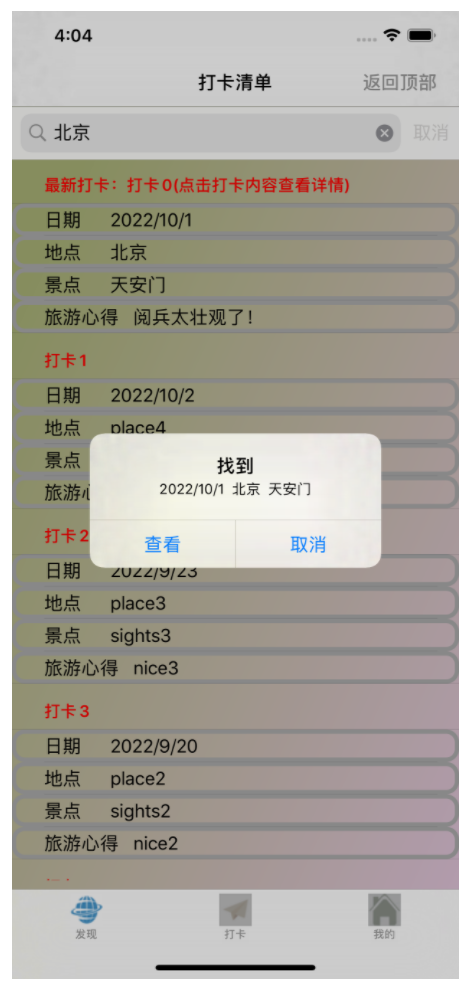 4:04
打卡清单
返回顶部
北京
取消
最新打卡：打卡0(点击打卡内容查看详情)
日期 2022/10/1
地点 北京
景点 天安门
旅游心得 阅兵太壮观了!
打卡1
日期 2022/10/2
地点 place4
景点
旅游心
找到
2022/10/1 北京 天安门
查看
取消
打卡2
日期 2022/9/23
地点 place3
景点 sights3
旅游心得 nice3
打卡3
日期 2022/9/20
地点 place2
景点 sights2
旅游心得 nice2
发现
打卡
我的